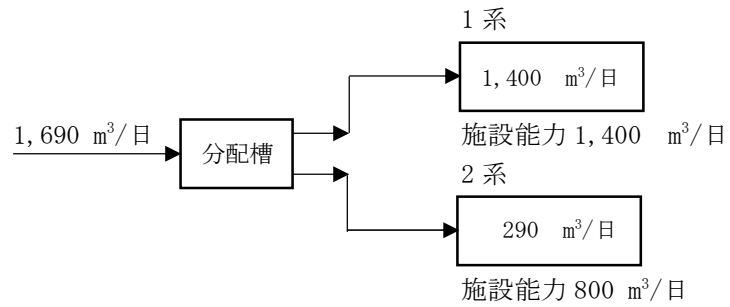 1系
1,400 m³/日
1,690 m³/日
分配槽
施設能力 1,400 m³/日
2系
290 m³/日
施設能力 800 m³/日